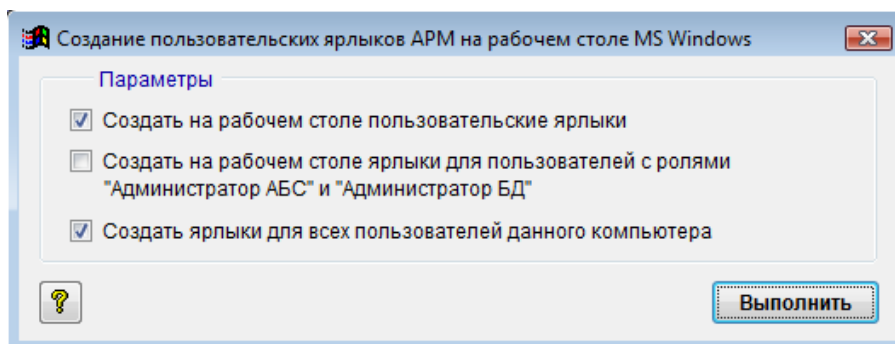 Создание пользовательских ярлыков АРМ на рабочем столе MS Windows
Параметры
Создать на рабочем столе пользовательские ярлыки
Создать на рабочем столе ярлыки для пользователей с ролями
"Администратор АБС" и "Администратор БД"
Создать ярлыки для всех пользователей данного компьютера
?
Выполнить